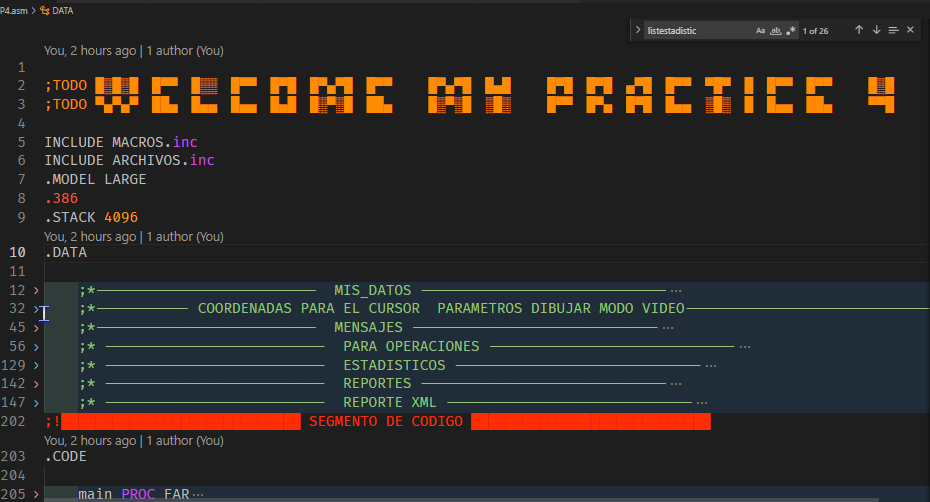 P4.asm > DATA
listestadistic Aa ab .* 1 of 26
You, 2 hours ago | 1 author (You)
1
2 ;TODO WELCOME MY PRACTICE 4
3 ;TODO
4
5 INCLUDE MACROS.inc
6 INCLUDE ARCHIVOS.inc
7 .MODEL LARGE
8 .386
9 .STACK 4096
You, 2 hours ago | 1 author (You)
10 .DATA
11
12 > ;*———————— MIS_DATOS ————————···
32 > ;*———————— COORDENADAS PARA EL CURSOR PARAMETROS DIBUJAR MODO VIDEO————————
45 > ;*———————— MENSAJES ————————···
56 > ;* ———————— PARA OPERACIONES ————————···
129 > ;* ———————— ESTADISTICOS ————————···
142 > ;* ———————— REPORTES ————————···
147 > ;* ———————— REPORTE XML ————————···
202 ;!████████ SEGMENTO DE CODIGO ████████
You, 2 hours ago | 1 author (You)
203 .CODE
204
205 > main PROC FAR···